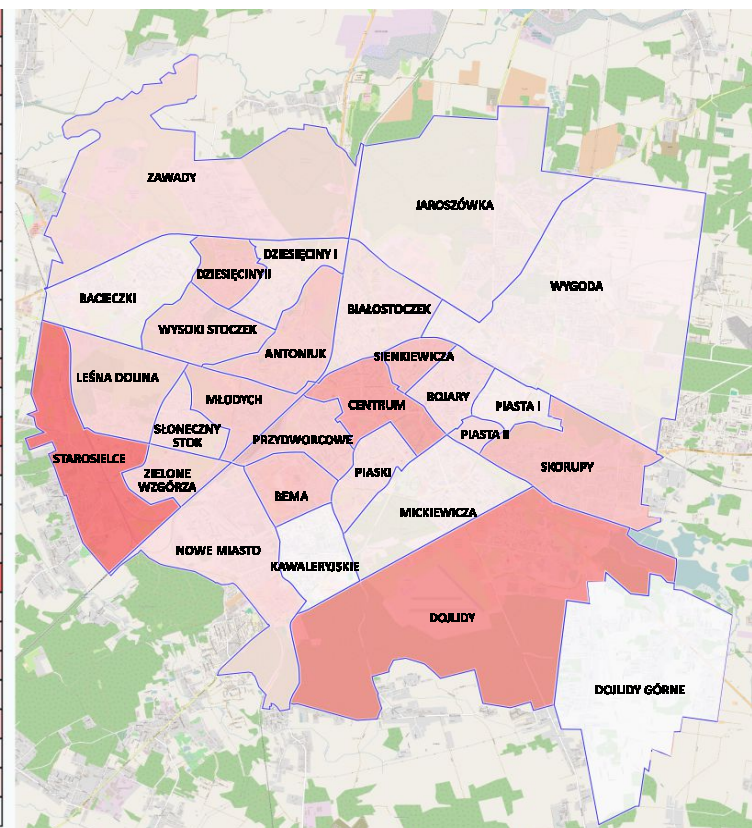 ZAWADY
JAROSZÓWKA
DZIESIĘCINY I
DZIESIĘCINY II
WYGODA
BACIECZKI
BIAŁOSTOCZEK
WYSOKI STOCZEK
ANTONIUK
SIENKIEWICZA
LEŚNA DOLINA
MŁODYCH
CENTRUM
BOJARY
PIASTA I
SŁONECZNY
STOK
PRZYDWORCOWE
PIASTA II
STAROSIELCE
SKORUPY
ZIELONE
WZGÓRZA
PIASKI
BEMA
MICKIEWICZA
NOWE MIASTO
KAWALERYJSKIE
DOJLIDY
DOJLIDY GÓRNE